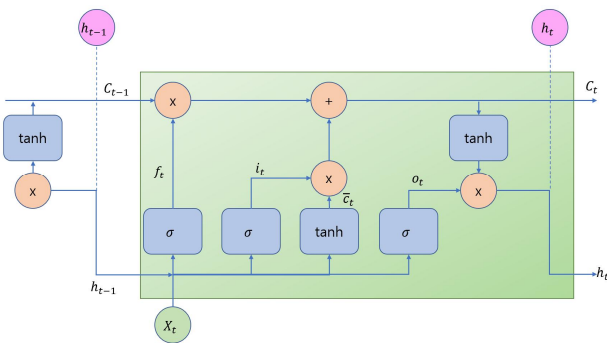 h_{t-1}
h_t
C_{t-1}
C_t
x
+
tanh
tanh
f_t
i_t
x
x
c̅_t
o_t
x
σ
σ
tanh
σ
h_{t-1}
h_t
X_t